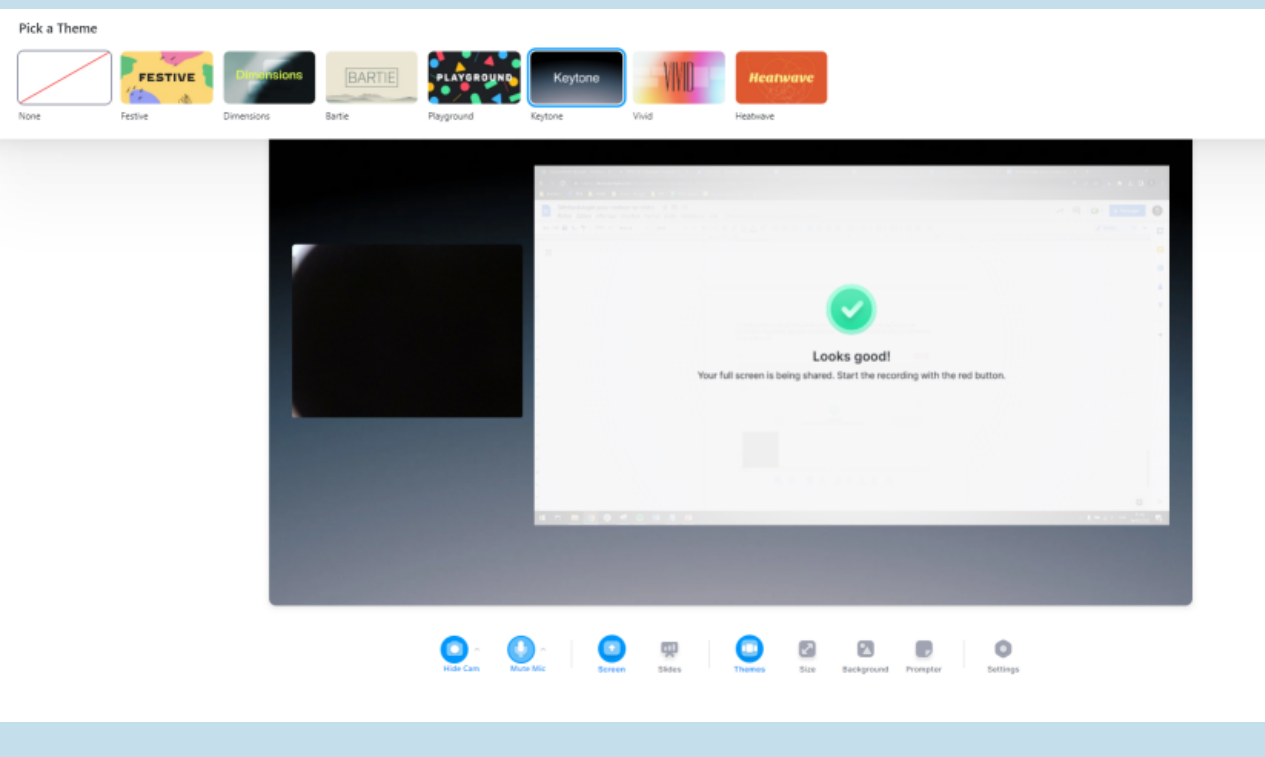 Pick a Theme
FESTIVE
Dimensions
BARTIE
PLAYGROUND
Keytone
VIVID
Heatwave
None
Festive
Dimensions
Bartie
Playground
Keytone
Vivid
Heatwave
Looks good!
Your full screen is being shared. Start the recording with the red button.
Hide Cam
Mute Mic
Screen
Slides
Themes
Size
Background
Prompter
Settings